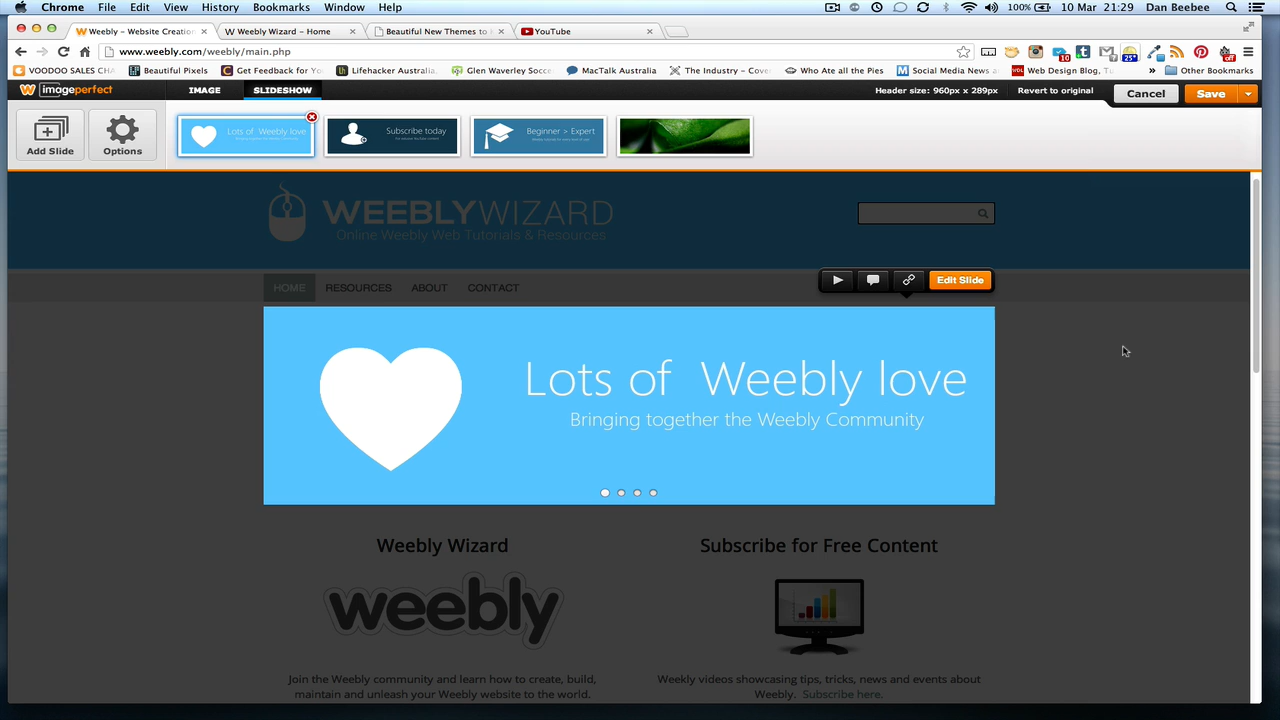 Chrome File Edit View History Bookmarks Window Help 100% 10 Mar 21:29 Dan Beebee
Weebly - Website Creation Weebly Wizard - Home Beautiful New Themes to YouTube
www.weebly.com/weebly/main.php
VOODOO SALES CHA Beautiful Pixels Get Feedback for Yo Lifehacker Australia, Glen Waverley Socce MacTalk Australia The Industry – Cove Who Ate all the Pies Social Media News a Web Design Blog, Tu Other Bookmarks
imageperfect IMAGE SLIDESHOW Header size: 960px x 289px Revert to original Cancel Save
Add Slide Options
Lots of Weebly love
Subscribe today
Beginner > Expert
WEEBLYWIZARD
Online Weebly Web Tutorials & Resources
HOME RESOURCES ABOUT CONTACT
Edit Slide
Lots of Weebly love
Bringing together the Weebly Community
Weebly Wizard
Subscribe for Free Content
weebly
Join the Weebly community and learn how to create, build,
maintain and unleash your Weebly website to the world.
Weekly videos showcasing tips, tricks, news and events about
Weebly. Subscribe here.